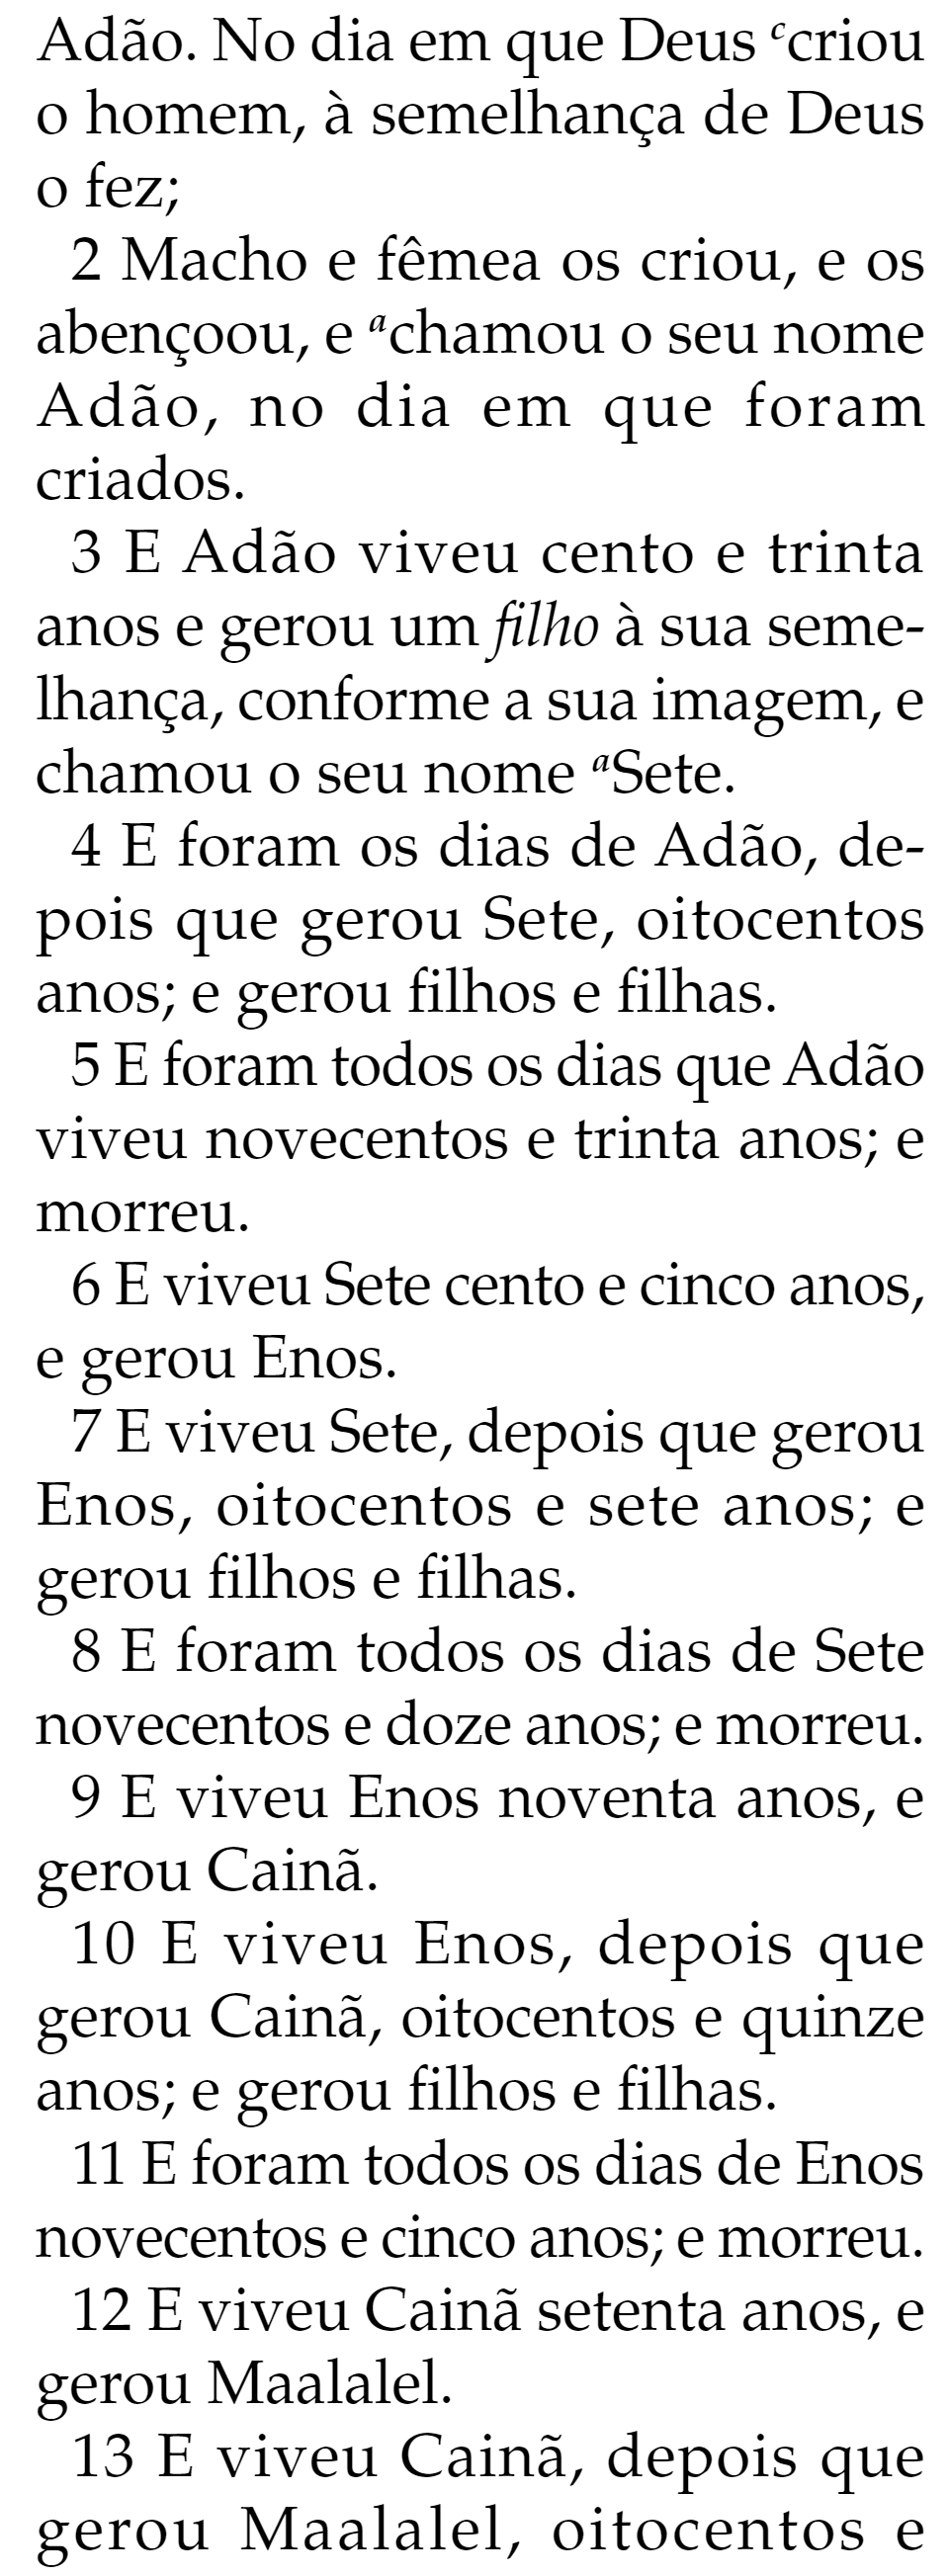 Adão. No dia em que Deus ᶜcriou
o homem, à semelhança de Deus
o fez;
2 Macho e fêmea os criou, e os
abençoou, e ᵃchamou o seu nome
Adão, no dia em que foram
criados.
3 E Adão viveu cento e trinta
anos e gerou um filho à sua seme-
lhança, conforme a sua imagem, e
chamou o seu nome ᵃSete.
4 E foram os dias de Adão, de-
pois que gerou Sete, oitocentos
anos; e gerou filhos e filhas.
5 E foram todos os dias que Adão
viveu novecentos e trinta anos; e
morreu.
6 E viveu Sete cento e cinco anos,
e gerou Enos.
7 E viveu Sete, depois que gerou
Enos, oitocentos e sete anos; e
gerou filhos e filhas.
8 E foram todos os dias de Sete
novecentos e doze anos; e morreu.
9 E viveu Enos noventa anos, e
gerou Cainã.
10 E viveu Enos, depois que
gerou Cainã, oitocentos e quinze
anos; e gerou filhos e filhas.
11 E foram todos os dias de Enos
novecentos e cinco anos; e morreu.
12 E viveu Cainã setenta anos, e
gerou Maalalel.
13 E viveu Cainã, depois que
gerou Maalalel, oitocentos e